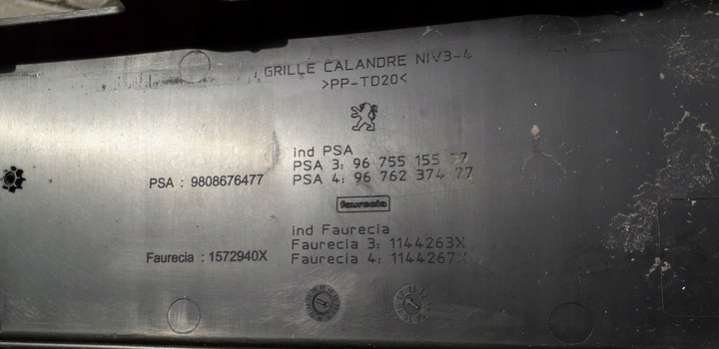 GRILLE CALANDRE NIV3-4
>PP-TD20<
ind PSA
PSA 3: 96 755 155 77
PSA 4: 96 762 374 77
PSA : 9808676477
faurecia
ind Faurecia
Faurecia 3: 1144263X
Faurecia 4: 1144267X
Faurecia : 1572940X